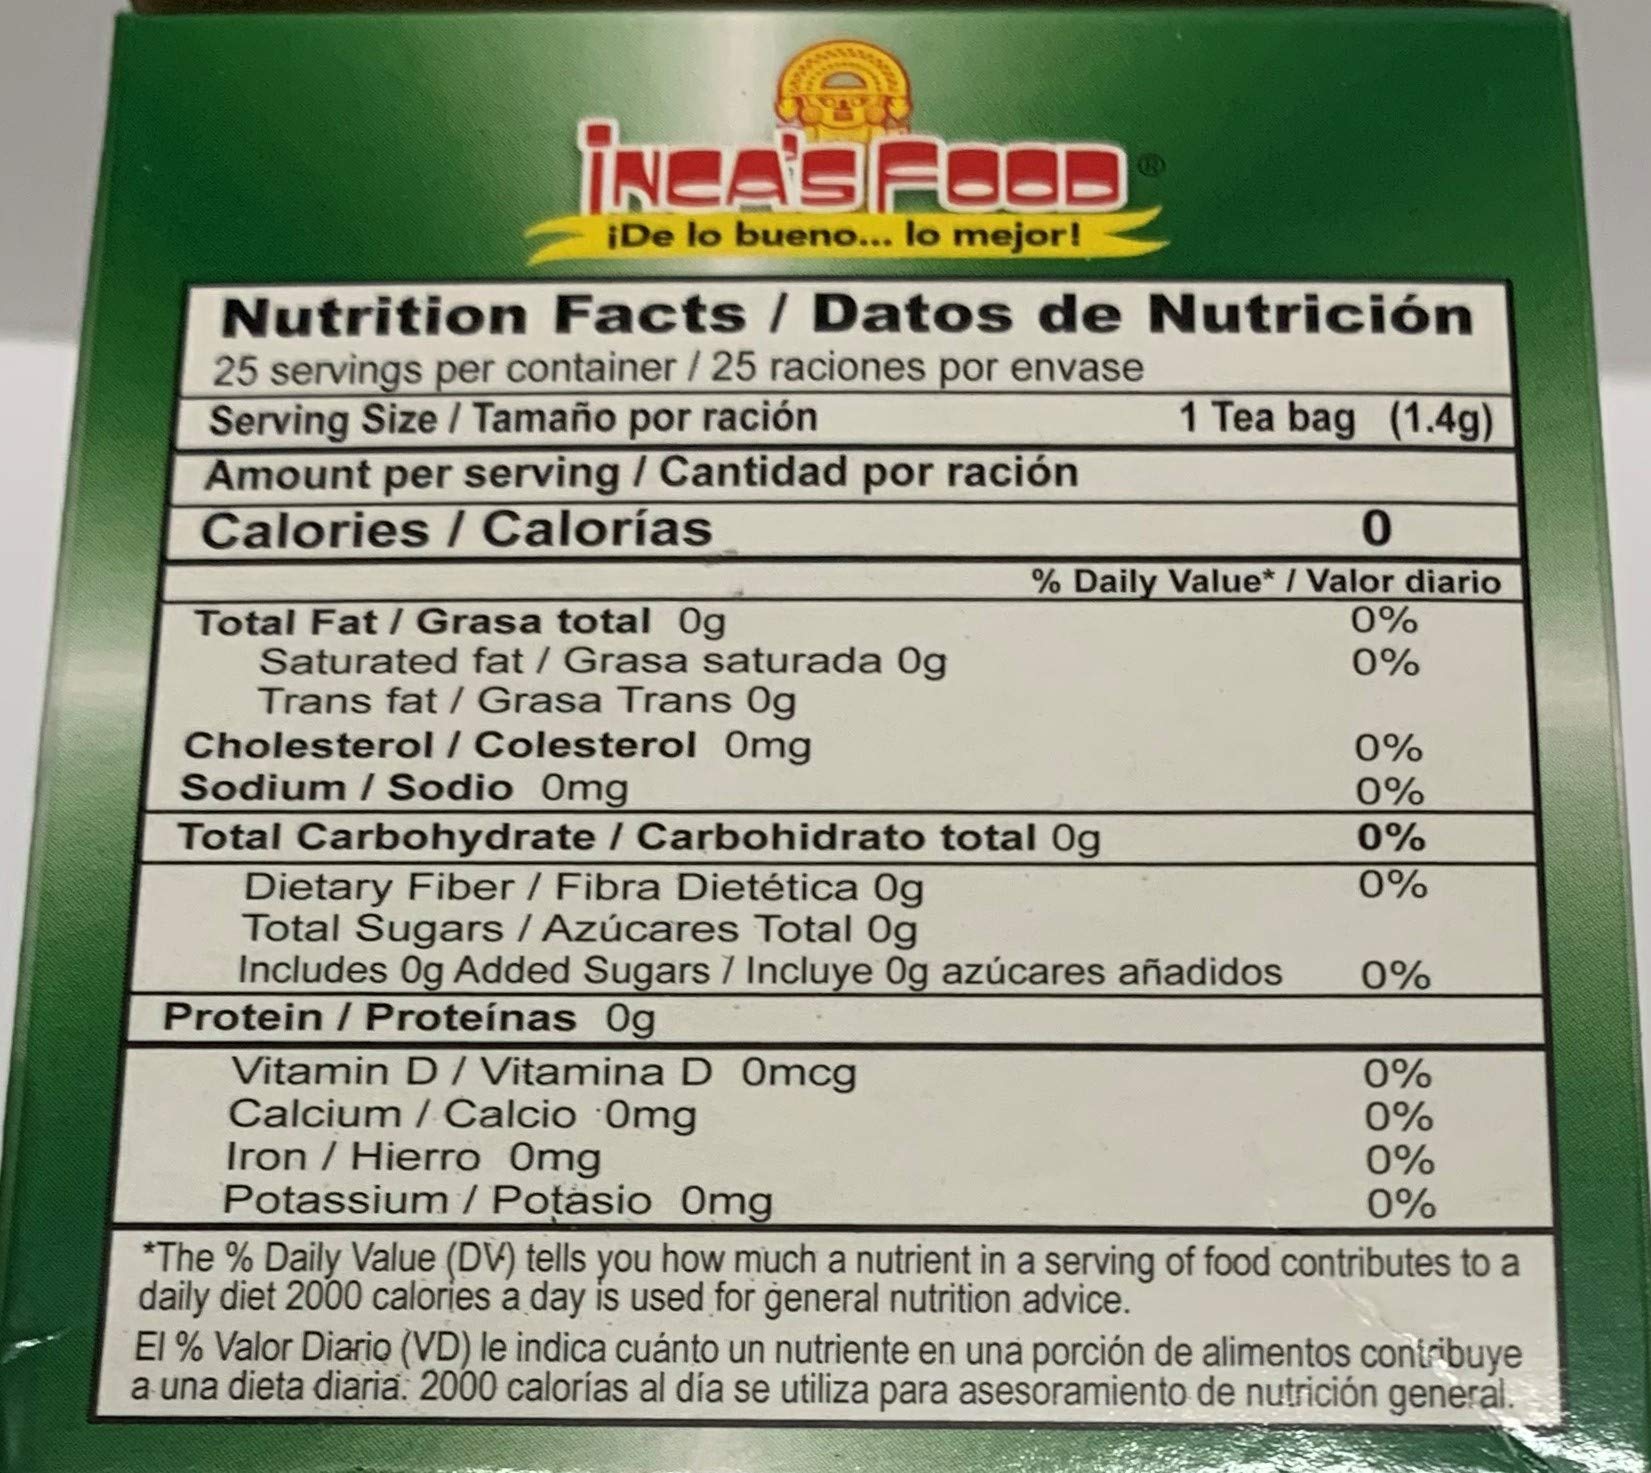 İNCA'S FOOD ®
¡De lo bueno... lo mejor!
Nutrition Facts / Datos de Nutrición
25 servings per container / 25 raciones por envase
Serving Size / Tamaño por ración 1 Tea bag (1.4g)
Amount per serving / Cantidad por ración
Calories / Calorías 0
% Daily Value* / Valor diario
Total Fat / Grasa total 0g 0%
Saturated fat / Grasa saturada 0g 0%
Trans fat / Grasa Trans 0g
Cholesterol / Colesterol 0mg 0%
Sodium / Sodio 0mg 0%
Total Carbohydrate / Carbohidrato total 0g 0%
Dietary Fiber / Fibra Dietética 0g 0%
Total Sugars / Azúcares Total 0g
Includes 0g Added Sugars / Incluye 0g azúcares añadidos 0%
Protein / Proteínas 0g
Vitamin D / Vitamina D 0mcg 0%
Calcium / Calcio 0mg 0%
Iron / Hierro 0mg 0%
Potassium / Potasio 0mg 0%
*The % Daily Value (DV) tells you how much a nutrient in a serving of food contributes to a
daily diet 2000 calories a day is used for general nutrition advice.
El % Valor Diario (VD) le indica cuánto un nutriente en una porción de alimentos contribuye
a una dieta diaria. 2000 calorías al día se utiliza para asesoramiento de nutrición general.